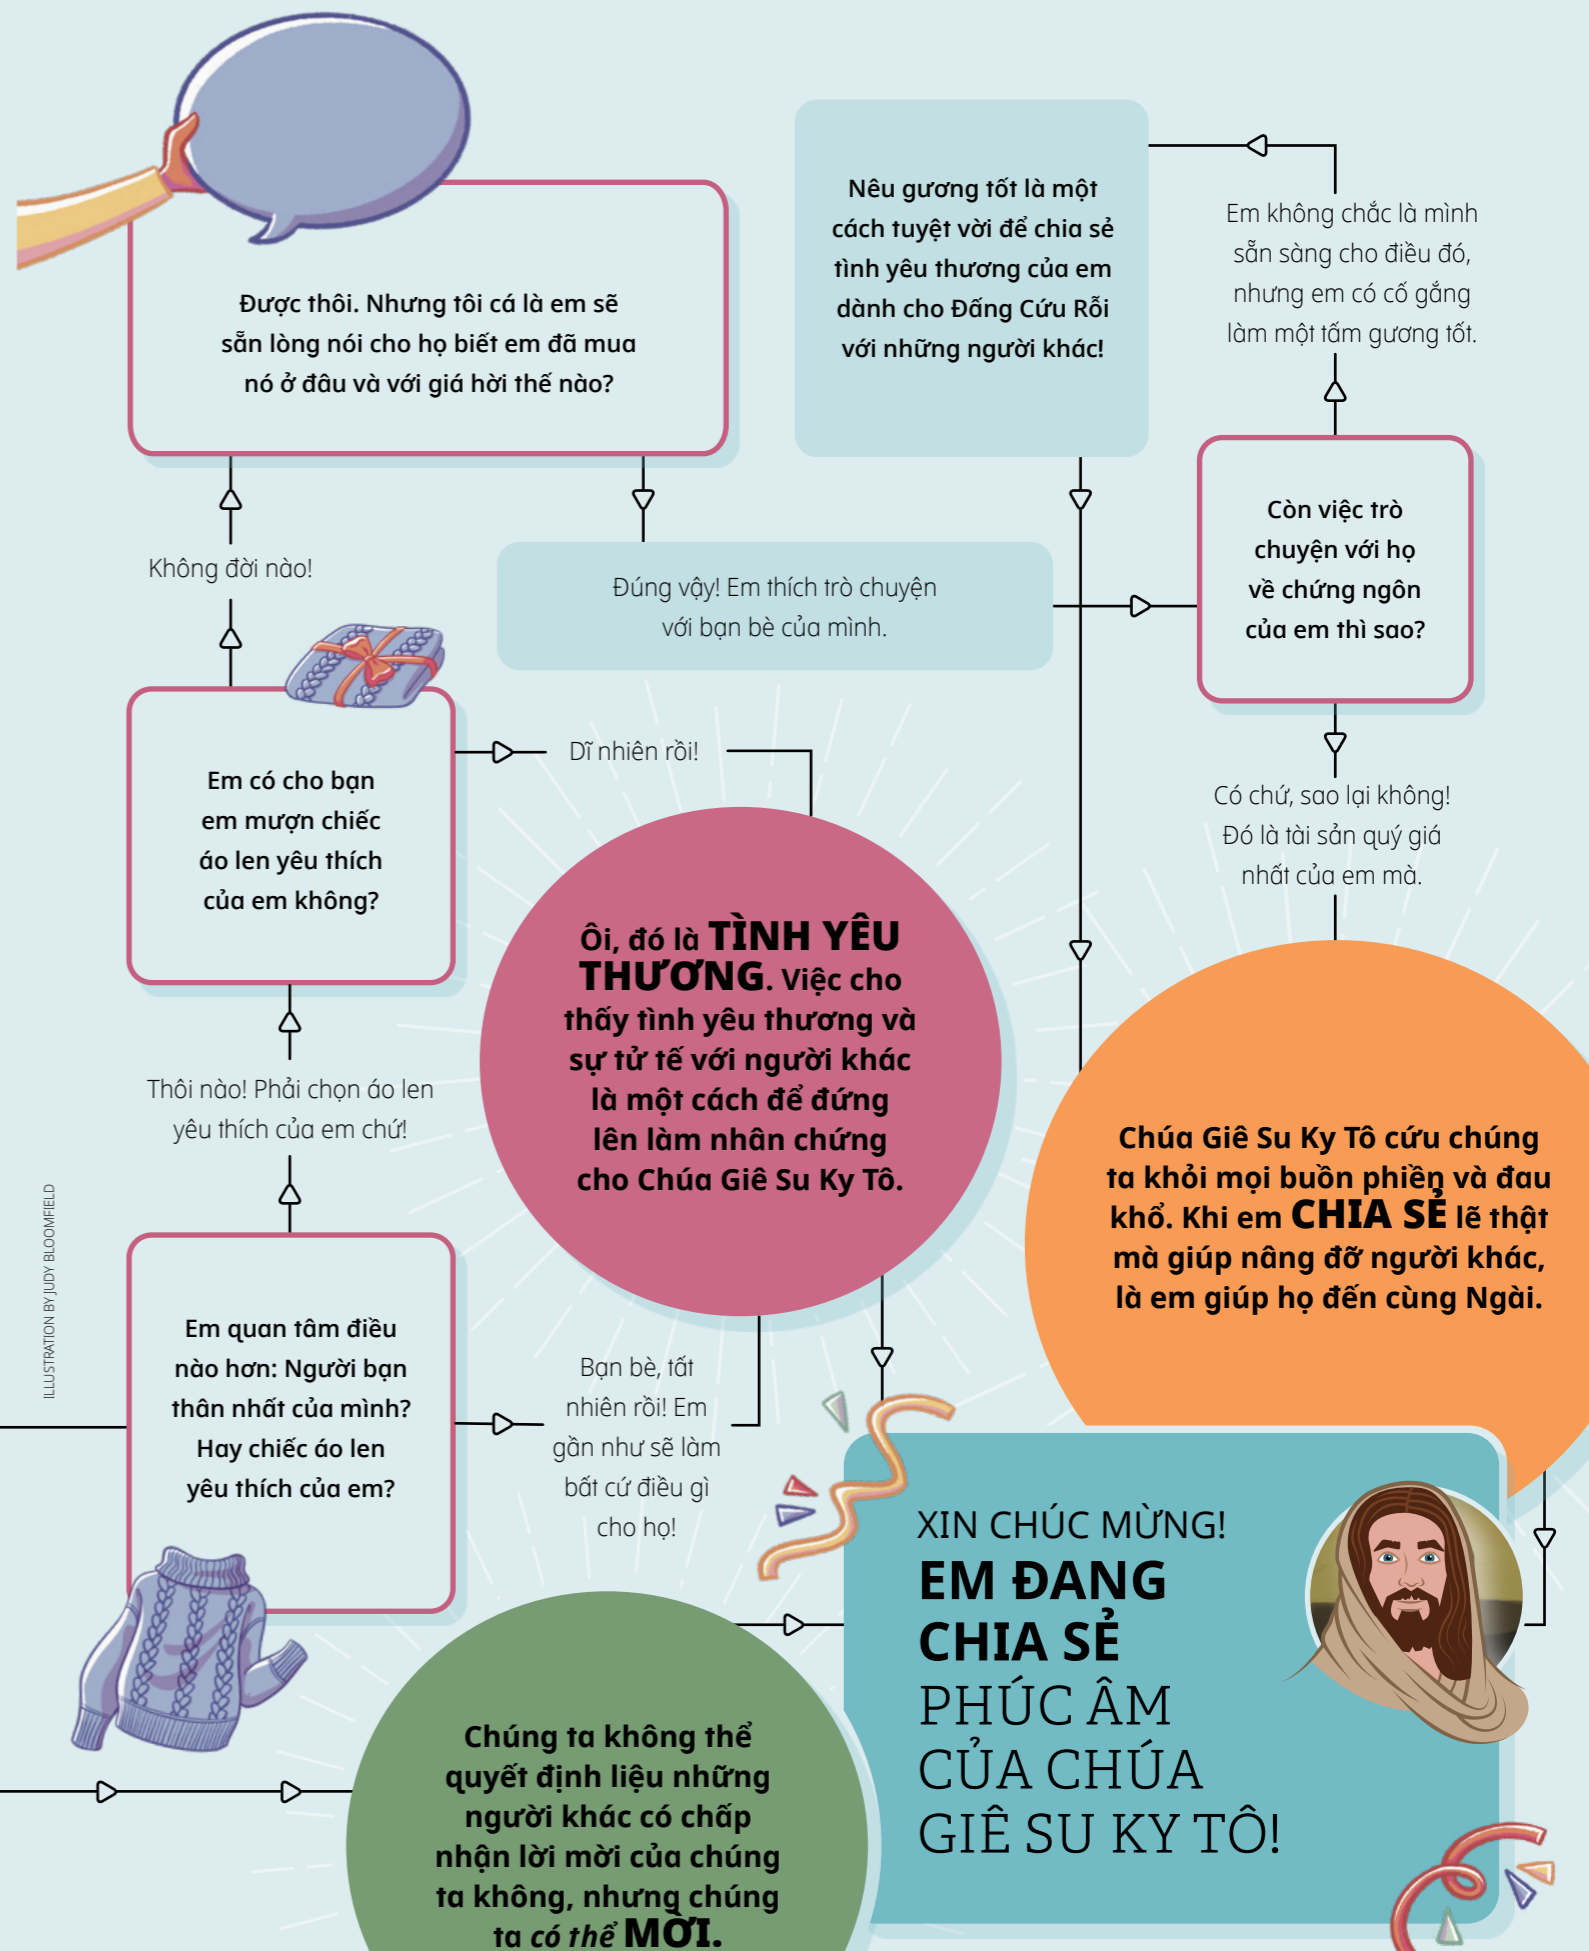 Được thôi. Nhưng tôi cá là em sẽ
sẵn lòng nói cho họ biết em đã mua
nó ở đâu và với giá hời thế nào?
Nêu gương tốt là một
cách tuyệt vời để chia sẻ
tình yêu thương của em
dành cho Đấng Cứu Rỗi
với những người khác!
Em không chắc là mình
sẵn sàng cho điều đó,
nhưng em có cố gắng
làm một tấm gương tốt.
Không đời nào!
Đúng vậy! Em thích trò chuyện
với bạn bè của mình.
Còn việc trò
chuyện với họ
về chứng ngôn
của em thì sao?
Em có cho bạn
em mượn chiếc
áo len yêu thích
của em không?
Dĩ nhiên rồi!
Có chứ, sao lại không!
Đó là tài sản quý giá
nhất của em mà.
Ôi, đó là TÌNH YÊU
THƯƠNG. Việc cho
thấy tình yêu thương và
sự tử tế với người khác
là một cách để đứng
lên làm nhân chứng
cho Chúa Giê Su Ky Tô.
Thôi nào! Phải chọn áo len
yêu thích của em chứ!
Chúa Giê Su Ky Tô cứu chúng
ta khỏi mọi buồn phiền và đau
khổ. Khi em CHIA SẺ lẽ thật
mà giúp nâng đỡ người khác,
là em giúp họ đến cùng Ngài.
ILLUSTRATION BY JUDY BLOOMFIELD
Em quan tâm điều
nào hơn: Người bạn
thân nhất của mình?
Hay chiếc áo len
yêu thích của em?
Bạn bè, tất
nhiên rồi! Em
gần như sẽ làm
bất cứ điều gì
cho họ!
XIN CHÚC MỪNG!
EM ĐANG
CHIA SẺ
PHÚC ÂM
CỦA CHÚA
GIÊ SU KY TÔ!
Chúng ta không thể
quyết định liệu những
người khác có chấp
nhận lời mời của chúng
ta không, nhưng chúng
ta có thể MỜI.